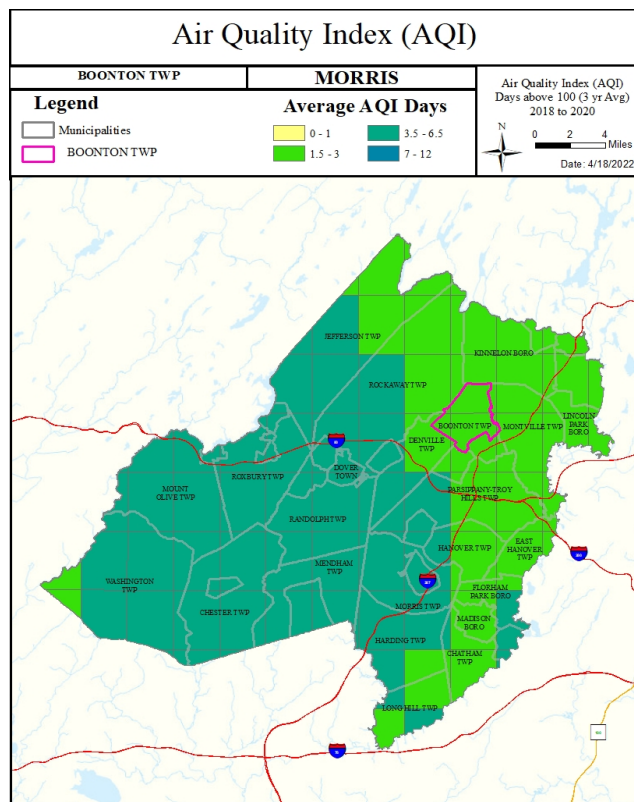 Air Quality Index (AQI)
BOONTON TWP
MORRIS
Legend
Municipalities
BOONTON TWP
Average AQI Days
0 - 1
3.5 - 6.5
1.5 - 3
7 - 12
Air Quality Index (AQI)
Days above 100 (3 yr Avg)
2018 to 2020
N
0 2 4
Miles
Date: 4/18/2022
JEFFERSON TWP
KINNELON BORO
ROCKAWAY TWP
BOONTON TWP
MONTVILLE TWP
LINCOLN
PARK
BORO
DENVILLE
TWP
80
DOVER
TOWN
ROXBURY TWP
MOUNT
OLIVE TWP
PARSIPPANY-TROY
HILLS TWP
RANDOLPH TWP
HANOVER TWP
EAST
HANOVER
TWP
280
MENDHAM
TWP
WASHINGTON
TWP
287
FLORHAM
PARK BORO
CHESTER TWP
MORRIS TWP
MADISON
BORO
HARDING TWP
CHATHAM
TWP
LONG HILL TWP